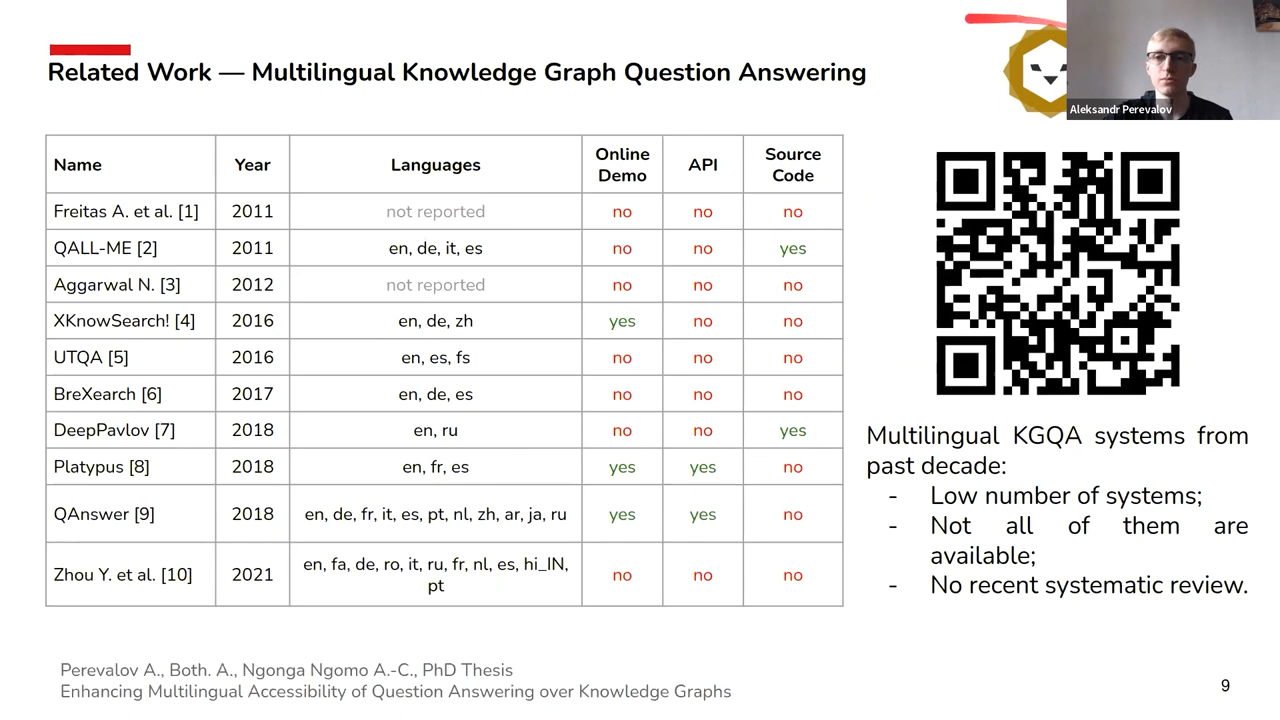 Related Work — Multilingual Knowledge Graph Question Answering
Aleksandr Perevalov
Name Year Languages Online Demo API Source Code
Freitas A. et al. [1] 2011 not reported no no no
QALL-ME [2] 2011 en, de, it, es no no yes
Aggarwal N. [3] 2012 not reported no no no
XKnowSearch! [4] 2016 en, de, zh yes no no
UTQA [5] 2016 en, es, fs no no no
BreXearch [6] 2017 en, de, es no no no
DeepPavlov [7] 2018 en, ru no no yes
Platypus [8] 2018 en, fr, es yes yes no
QAnswer [9] 2018 en, de, fr, it, es, pt, nl, zh, ar, ja, ru yes yes no
Zhou Y. et al. [10] 2021 en, fa, de, ro, it, ru, fr, nl, es, hi_IN, pt no no no
Multilingual KGQA systems from
past decade:
- Low number of systems;
- Not all of them are
available;
- No recent systematic review.
Perevalov A., Both. A., Ngonga Ngomo A.-C., PhD Thesis
Enhancing Multilingual Accessibility of Question Answering over Knowledge Graphs
9